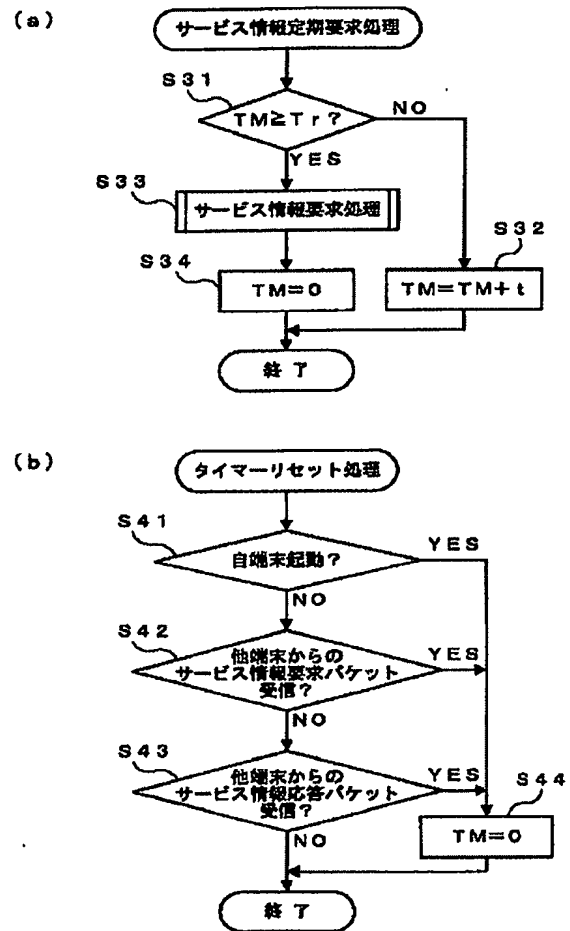 (a)
サービス情報定期要求処理
S31
TM≧Tr?
NO
YES
S33
サービス情報要求処理
S32
S34
TM=0
TM=TM+t
終了
(b)
タイマーリセット処理
S41
自端末起動?
YES
NO
S42
他端末からの
サービス情報要求パケット
受信?
YES
NO
S43
他端末からの
サービス情報応答パケット
受信?
YES
S44
NO
TM=0
終了